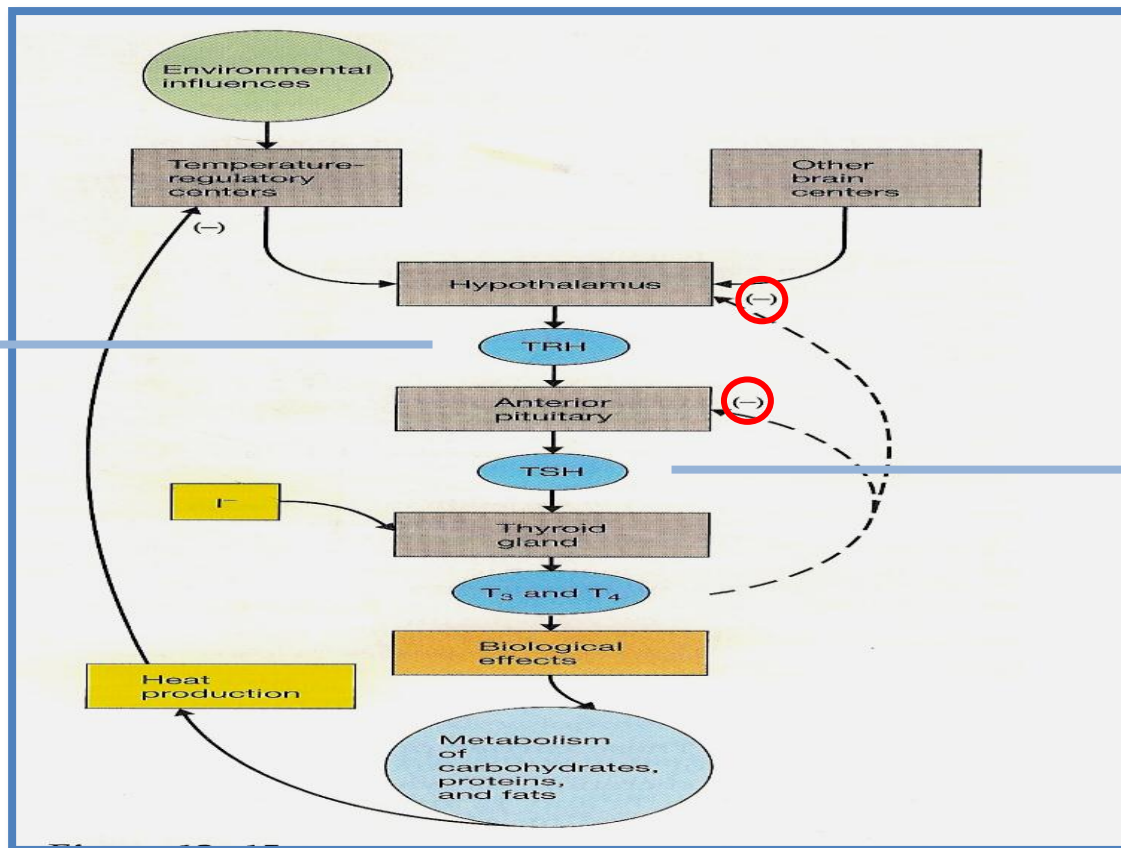 Environmental
influences
Temperature-
regulatory
centers
Other
brain
centers
(−)
Hypothalamus
(−)
TRH
Anterior
pituitary
(−)
TSH
I⁻
Thyroid
gland
T₃ and T₄
Biological
effects
Heat
production
Metabolism
of
carbohydrates,
proteins,
and fats